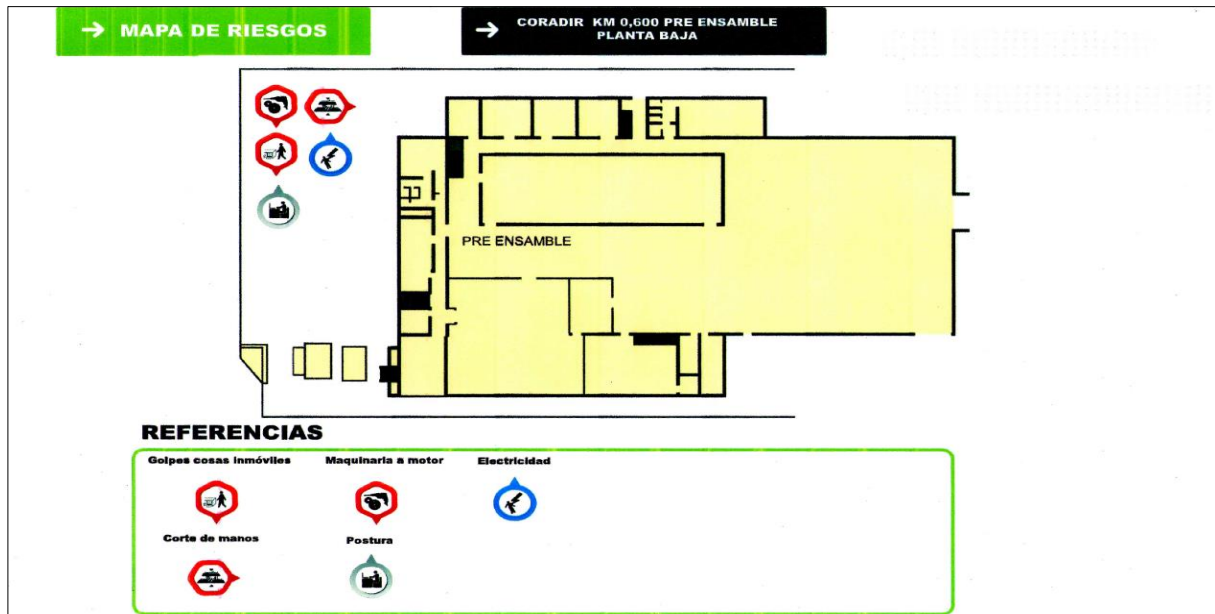 → MAPA DE RIESGOS
→ CORADIR KM 0,600 PRE ENSAMBLE
PLANTA BAJA
PRE ENSAMBLE
REFERENCIAS
Golpes cosas inmóviles
Maquinaria a motor
Electricidad
Corte de manos
Postura